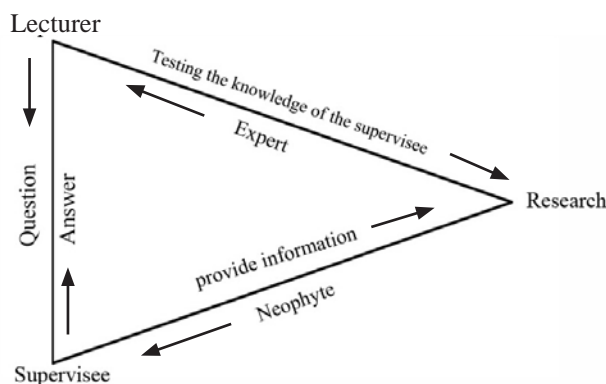 Lecturer
Testing the knowledge of the supervisee
Expert
Question
Answer
Research
provide information
Neophyte
Supervisee